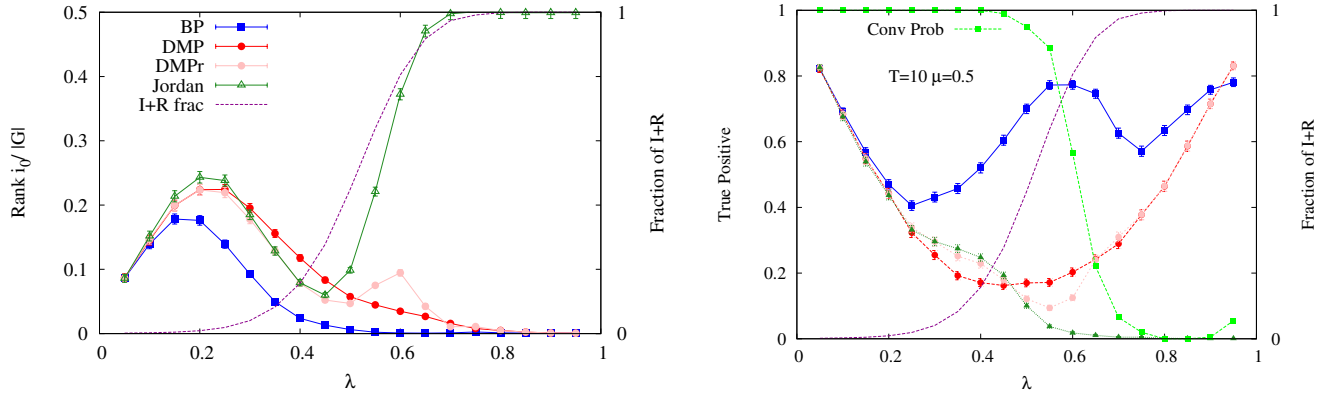 0.5
0.4
0.3
0.2
0.1
0
0 0.2 0.4 0.6 0.8 1
1
0
Rank i0/ |G|
λ
Fraction of I+R
BP
DMP
DMPr
Jordan
I+R frac
1
0.8
0.6
0.4
0.2
0
0 0.2 0.4 0.6 0.8 1
1
0
True Positive
λ
Fraction of I+R
Conv Prob
T=10 μ=0.5